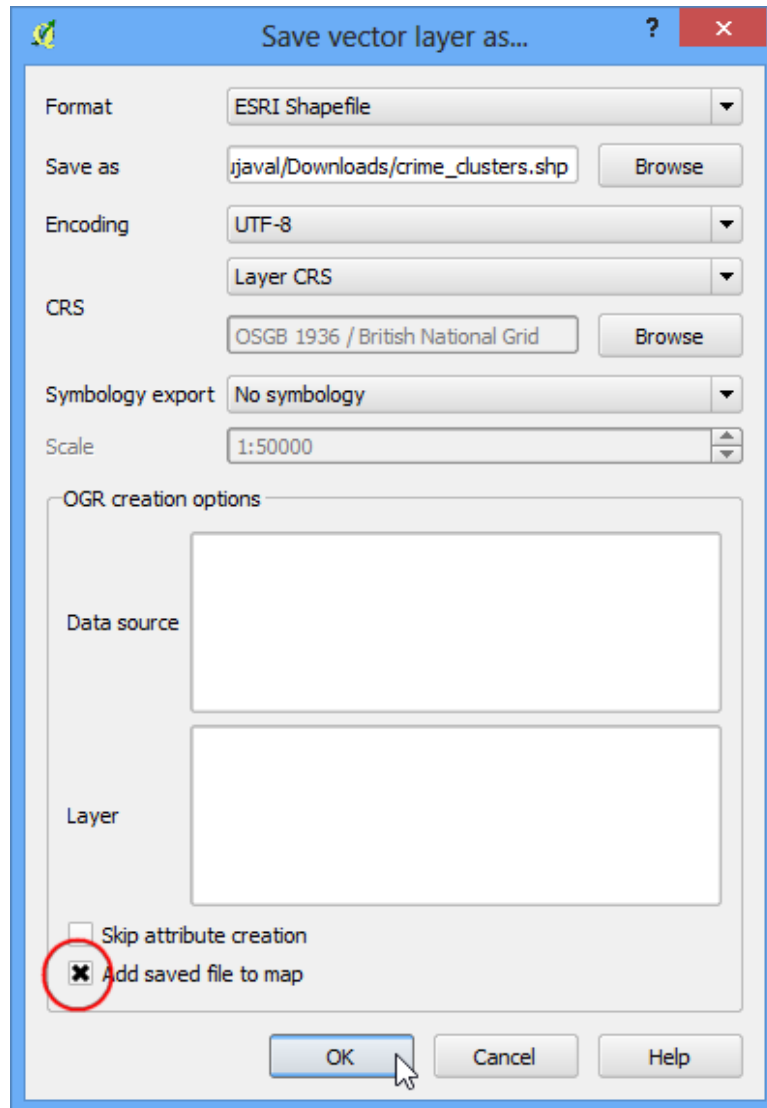 Save vector layer as...
?
Format ESRI Shapefile
Save as ujaval/Downloads/crime_clusters.shp Browse
Encoding UTF-8
Layer CRS
CRS
OSGB 1936 / British National Grid Browse
Symbology export No symbology
Scale 1:50000
OGR creation options
Data source
Layer
Skip attribute creation
Add saved file to map
OK Cancel Help